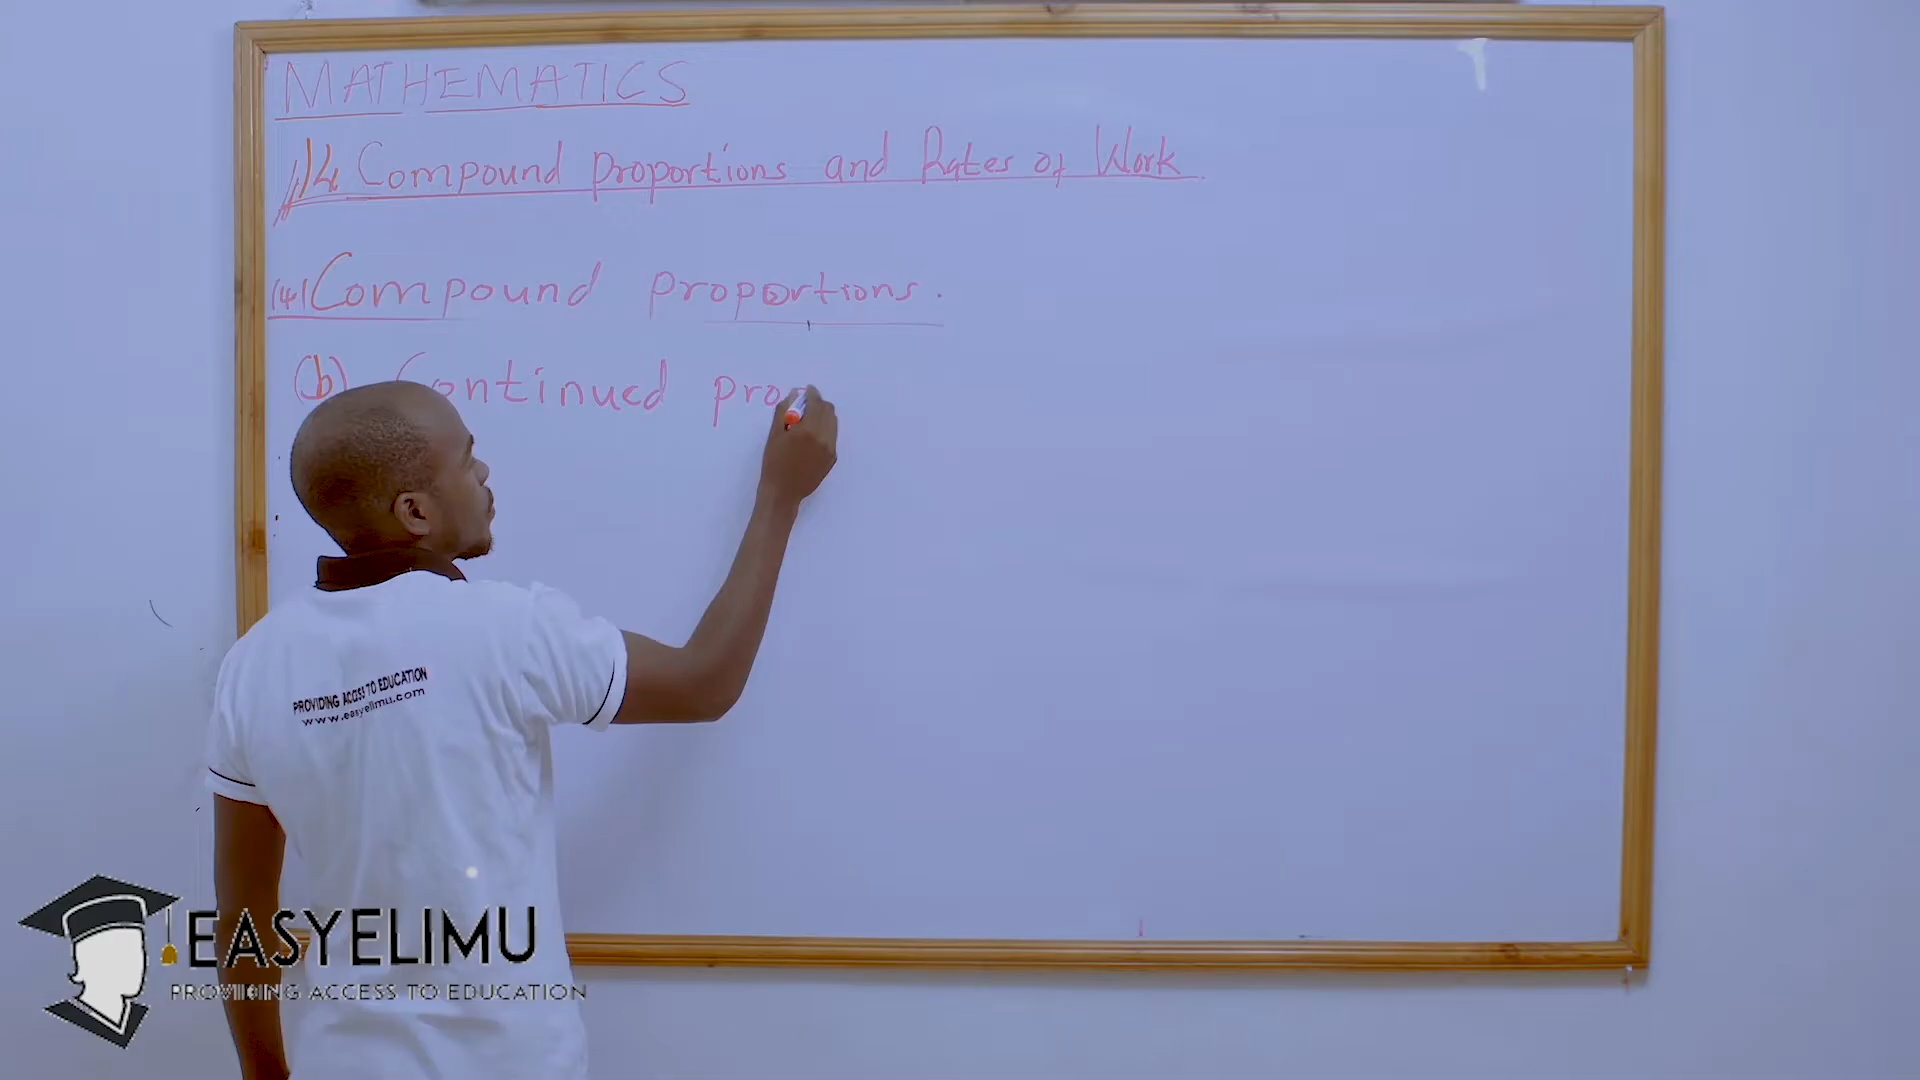 MATHEMATICS
14 Compound proportions and Rates of Work.
14.1 Compound proportions.
(b) Continued pro
PROVIDING ACCESS TO EDUCATION
www.easyelimu.com
EASYELIMU
PROVIDING ACCESS TO EDUCATION